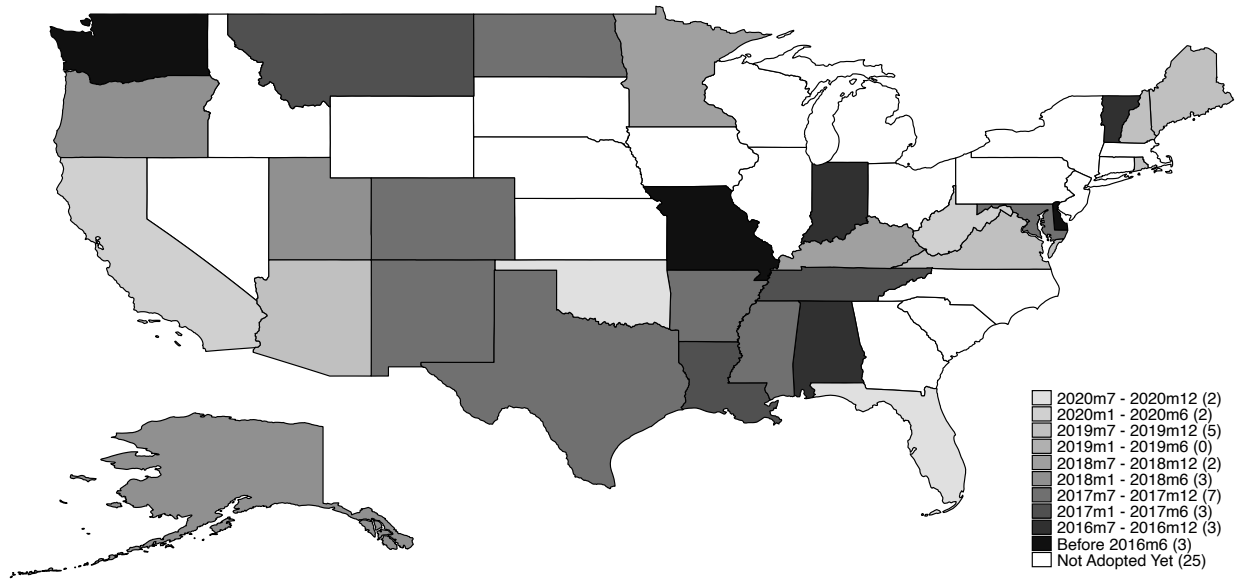 2020m7 - 2020m12 (2)
2020m1 - 2020m6 (2)
2019m7 - 2019m12 (5)
2019m1 - 2019m6 (0)
2018m7 - 2018m12 (2)
2018m1 - 2018m6 (3)
2017m7 - 2017m12 (7)
2017m1 - 2017m6 (3)
2016m7 - 2016m12 (3)
Before 2016m6 (3)
Not Adopted Yet (25)